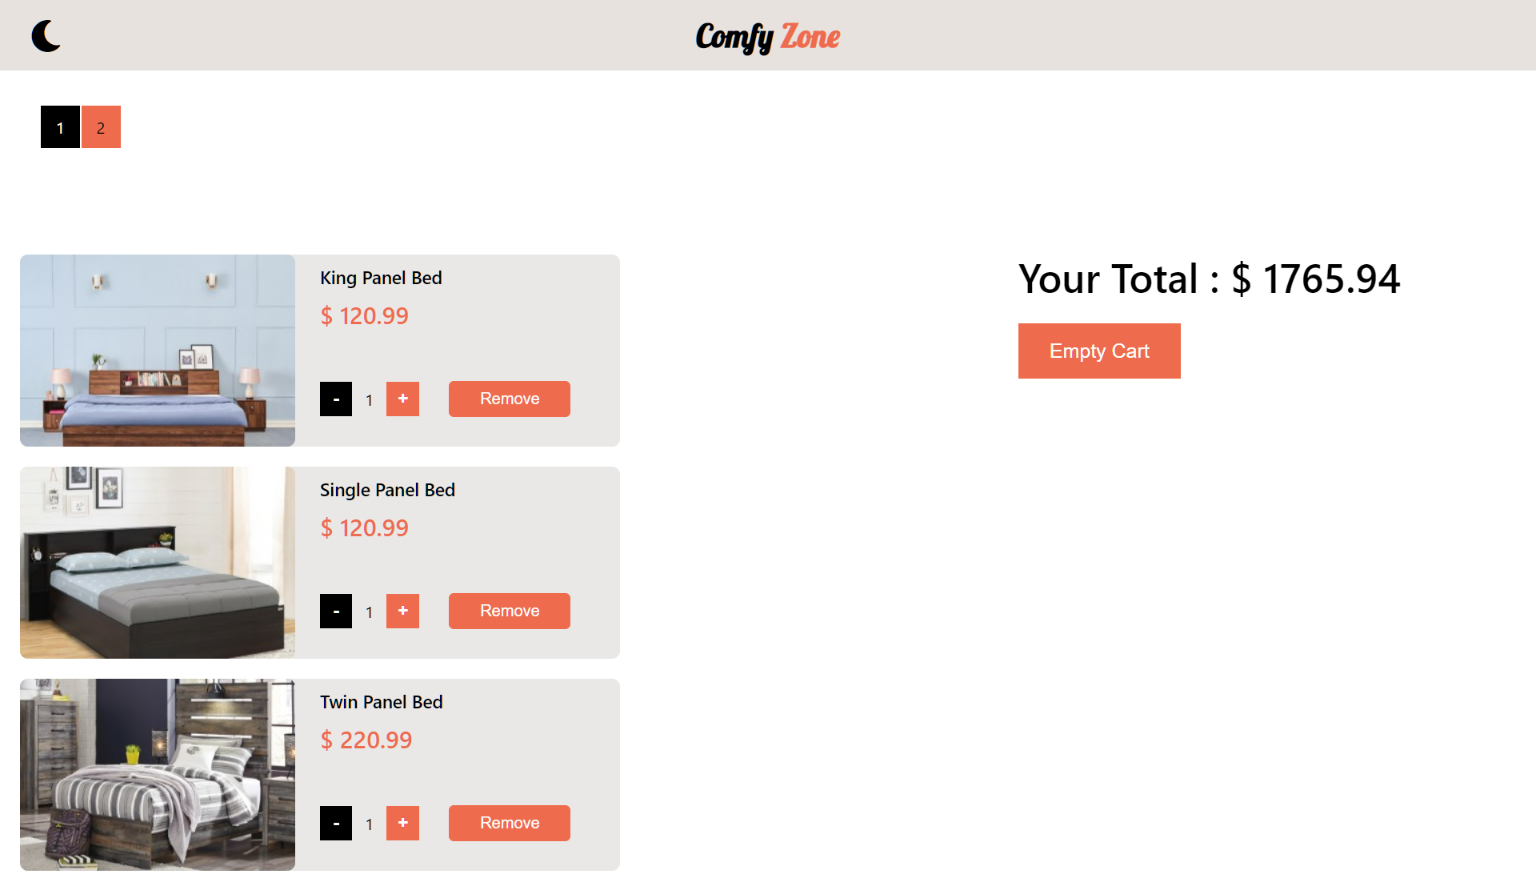 Comfy Zone
1 2
King Panel Bed
$ 120.99
- 1 + Remove
Single Panel Bed
$ 120.99
- 1 + Remove
Twin Panel Bed
$ 220.99
- 1 + Remove
Your Total : $ 1765.94
Empty Cart